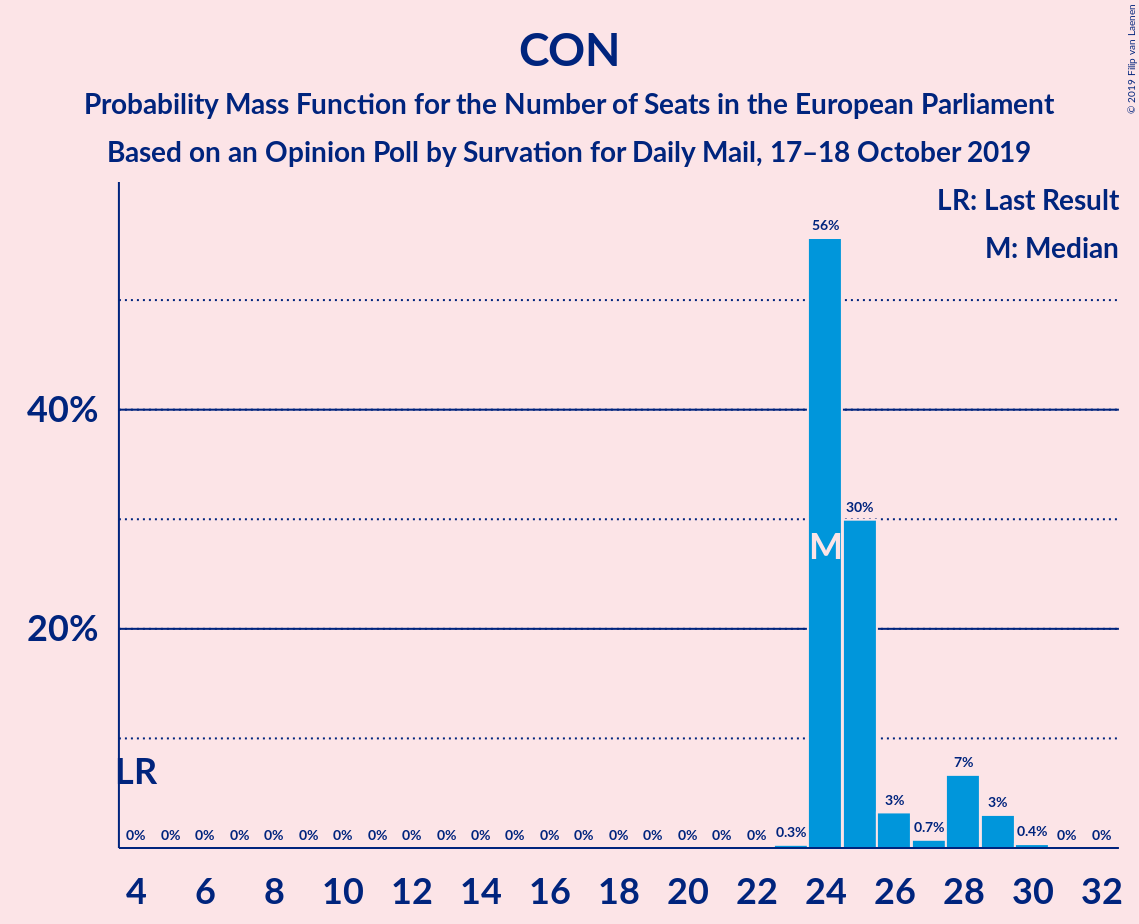 CON
Probability Mass Function for the Number of Seats in the European Parliament
Based on an Opinion Poll by Survation for Daily Mail, 17–18 October 2019
© 2019 Filip van Laenen
LR: Last Result
M: Median
56%
40%
30%
M
20%
LR
7%
3%
3%
0% 0% 0% 0% 0% 0% 0% 0% 0% 0% 0% 0% 0% 0% 0% 0% 0% 0% 0% 0.3% 0.7% 0.4% 0% 0%
4 6 8 10 12 14 16 18 20 22 24 26 28 30 32